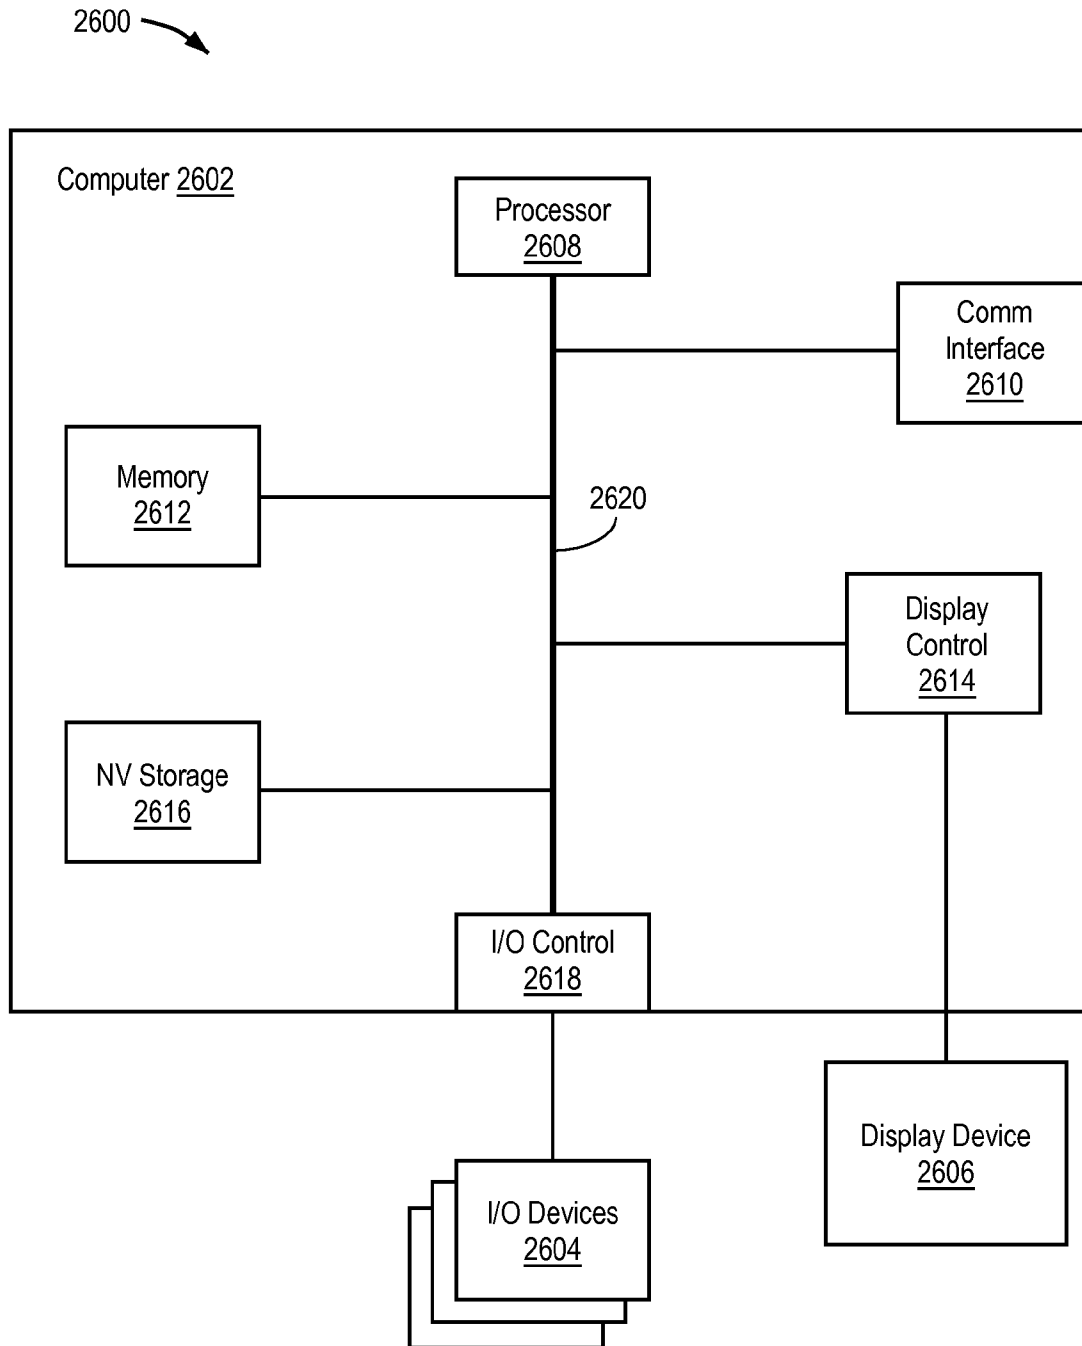 2600
Computer 2602
Processor
2608
Comm
Interface
2610
Memory
2612
2620
Display
Control
2614
NV Storage
2616
I/O Control
2618
Display Device
2606
I/O Devices
2604